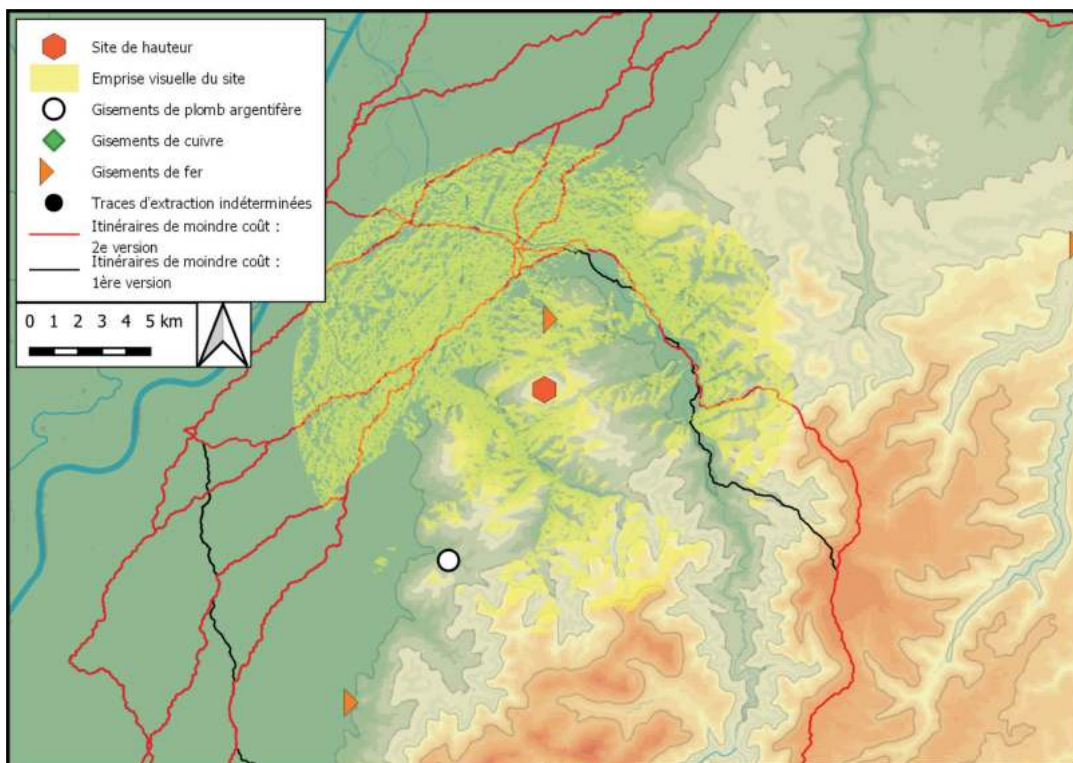 Site de hauteur
Emprise visuelle du site
Gisements de plomb argentifère
Gisements de cuivre
Gisements de fer
Traces d'extraction indéterminées
Itinéraires de moindre coût :
2e version
Itinéraires de moindre coût :
1ère version
0 1 2 3 4 5 km